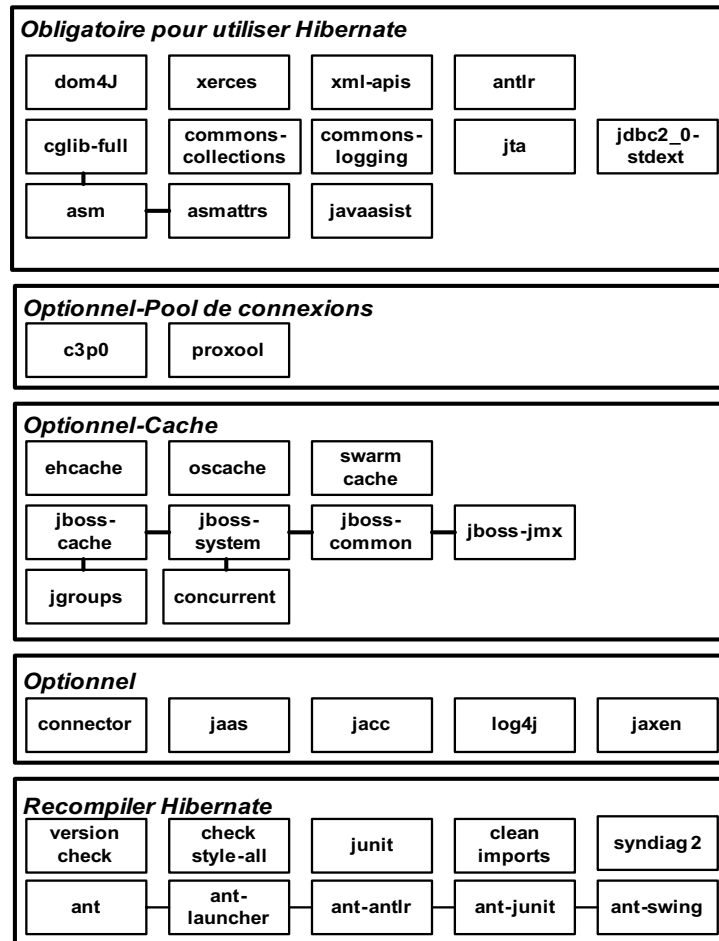 Obligatoire pour utiliser Hibernate
dom4J
xerces
xml-apis
antlr
cglib-full
commons-
collections
commons-
logging
jta
jdbc2_0-
stdext
asm
asmattrs
javaasist
Optionnel-Pool de connexions
c3p0
proxool
Optionnel-Cache
ehcache
oscache
swarm
cache
jboss-
cache
jboss-
system
jboss-
common
jboss-jmx
jgroups
concurrent
Optionnel
connector
jaas
jacc
log4j
jaxen
Recompiler Hibernate
version
check
check
style-all
junit
clean
imports
syndiag2
ant
ant-
launcher
ant-antlr
ant-junit
ant-swing